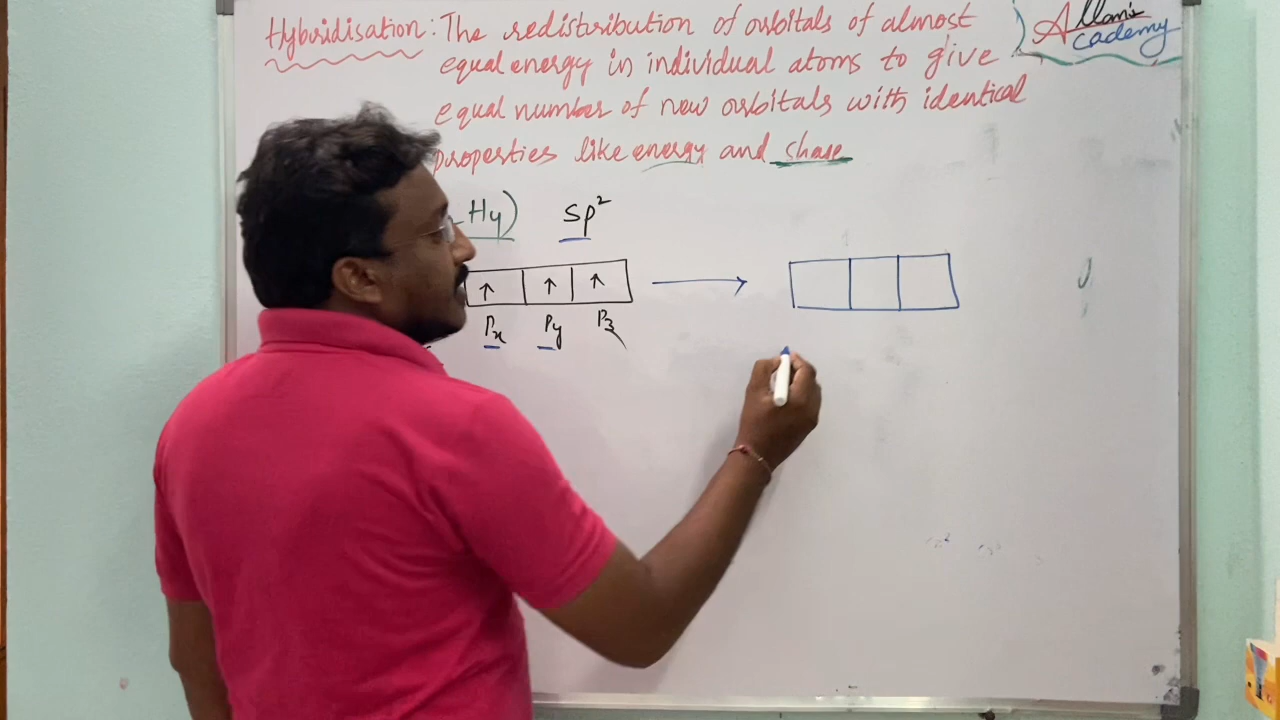 Hybridisation : The redistribution of orbitals of almost
equal energy in individual atoms to give
equal number of new orbitals with identical
properties like energy and shape
Allam's
Academy
Hy) sp²
Px Py Pz